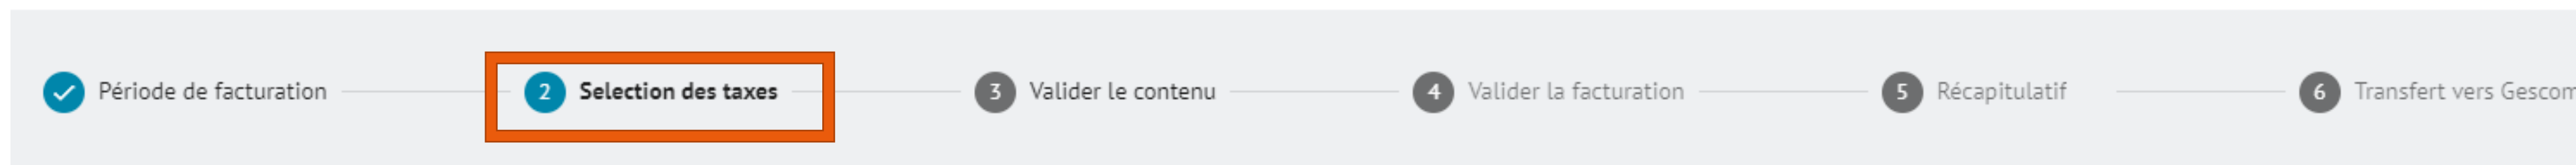 Période de facturation 2 Selection des taxes 3 Valider le contenu 4 Valider la facturation 5 Récapitulatif 6 Transfert vers Gescom